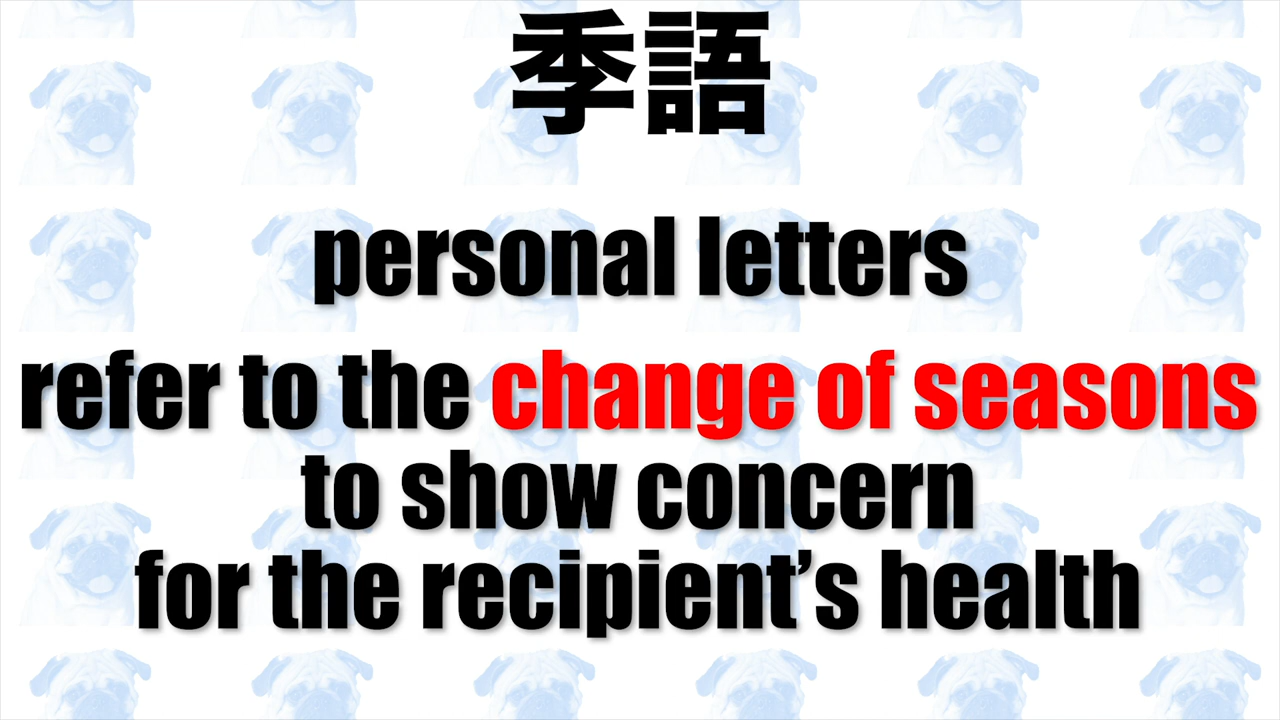 季語
personal letters
refer to the change of seasons
to show concern
for the recipient’s health